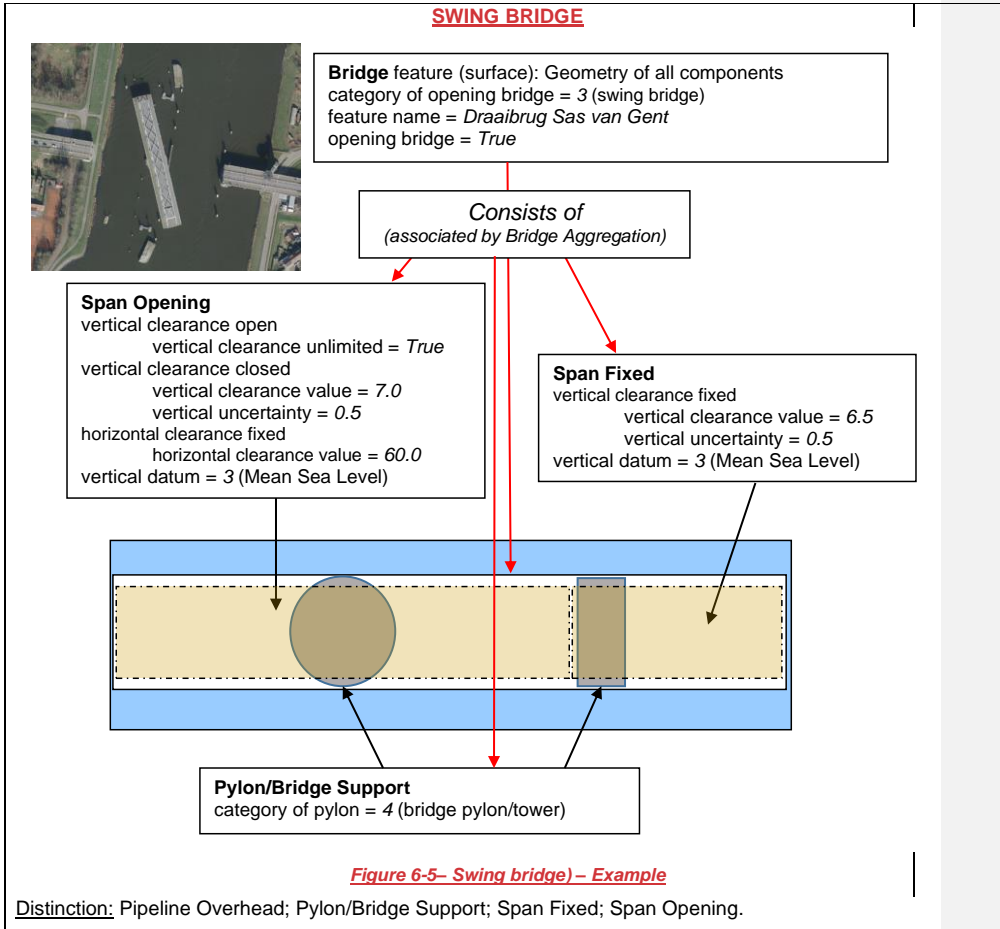 SWING BRIDGE
Bridge feature (surface): Geometry of all components
category of opening bridge = 3 (swing bridge)
feature name = Draaibrug Sas van Gent
opening bridge = True
Consists of
(associated by Bridge Aggregation)
Span Opening
vertical clearance open
vertical clearance unlimited = True
vertical clearance closed
vertical clearance value = 7.0
vertical uncertainty = 0.5
horizontal clearance fixed
horizontal clearance value = 60.0
vertical datum = 3 (Mean Sea Level)
Span Fixed
vertical clearance fixed
vertical clearance value = 6.5
vertical uncertainty = 0.5
vertical datum = 3 (Mean Sea Level)
Pylon/Bridge Support
category of pylon = 4 (bridge pylon/tower)
Figure 6-5– Swing bridge) – Example
Distinction: Pipeline Overhead; Pylon/Bridge Support; Span Fixed; Span Opening.